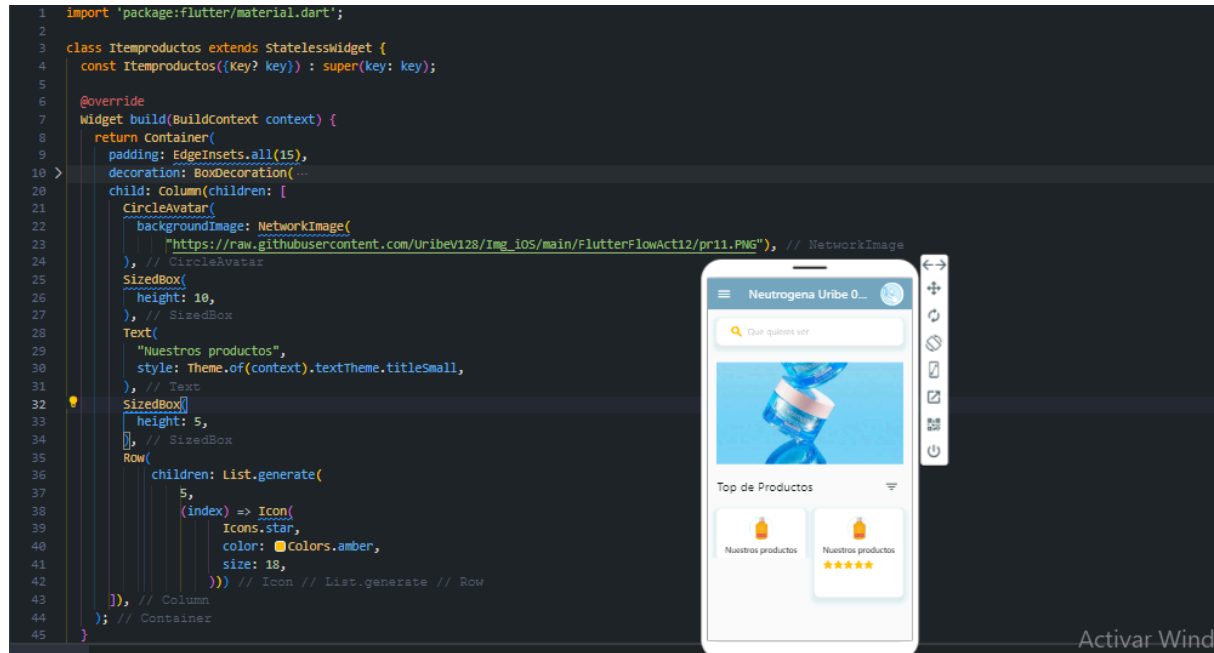 1 import 'package:flutter/material.dart';
2
3 class Itemproductos extends StatelessWidget {
4 const Itemproductos({Key? key}) : super(key: key);
5
6 @override
7 Widget build(BuildContext context) {
8 return Container(
9 padding: EdgeInsets.all(15),
10 > decoration: BoxDecoration( ...
20 child: Column(children: [
21 CircleAvatar(
22 backgroundImage: NetworkImage(
23 "https://raw.githubusercontent.com/UribeV128/Img_iOS/main/FlutterFlowAct12/pr11.PNG"), // NetworkImage
24 ), // CircleAvatar
25 SizedBox(
26 height: 10,
27 ), // SizedBox
28 Text(
29 "Nuestros productos",
30 style: Theme.of(context).textTheme.titleSmall,
31 ), // Text
32 SizedBox(
33 height: 5,
34 ), // SizedBox
35 Row(
36 children: List.generate(
37 5,
38 (index) => Icon(
39 Icons.star,
40 color: Colors.amber,
41 size: 18,
42 ))) // Icon // List.generate // Row
43 ]), // Column
44 ); // Container
45 }
Neutrogena Uribe 0...
Que quieres ver
Top de Productos
Nuestros productos
Nuestros productos
Activar Wind